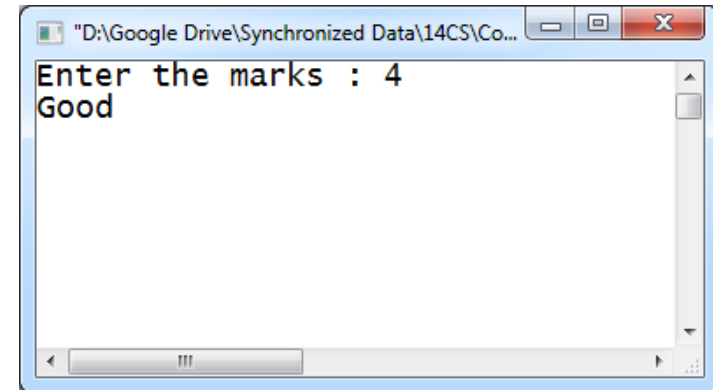 "D:\Google Drive\Synchronized Data\14CS\Co...
Enter the marks : 4
Good